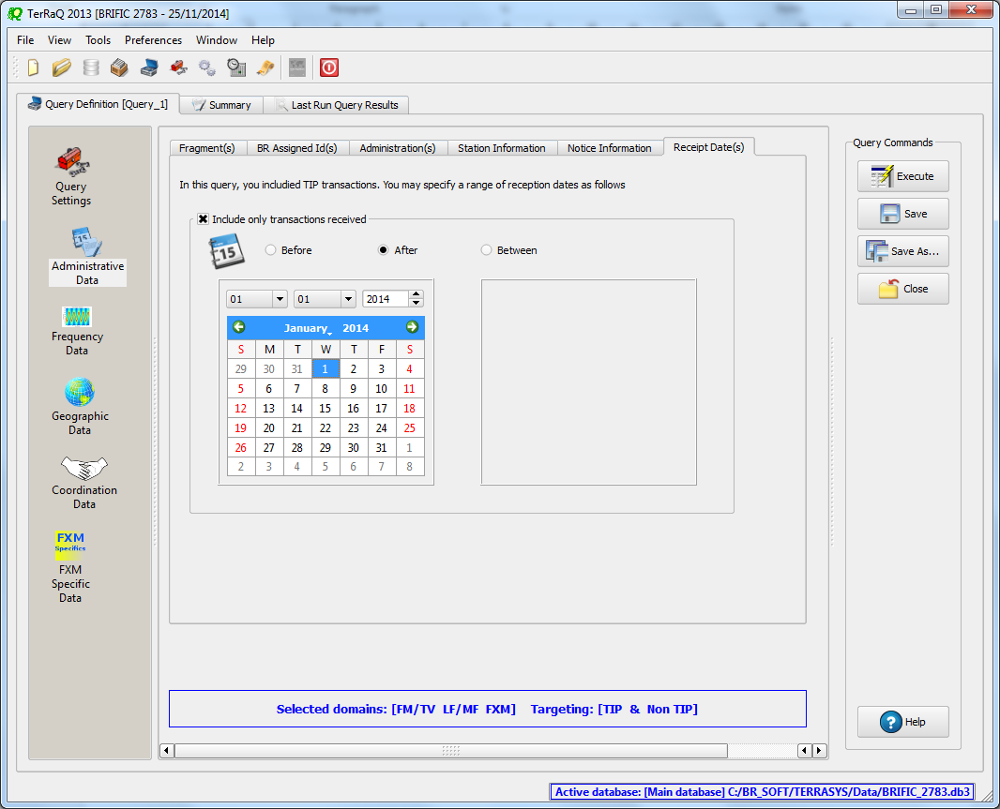 TerRaQ 2013 [BRIFIC 2783 - 25/11/2014]
File View Tools Preferences Window Help
Query Definition [Query_1] Summary Last Run Query Results
Query Settings
Administrative Data
Frequency Data
Geographic Data
Coordination Data
FXM Specifics
FXM Specific Data
Fragment(s) BR Assigned Id(s) Administration(s) Station Information Notice Information Receipt Date(s)
In this query, you includied TIP transactions. You may specify a range of reception dates as follows
Include only transactions received
15 Before After Between
01 01 2014
January 2014
S M T W T F S
29 30 31 1 2 3 4
5 6 7 8 9 10 11
12 13 14 15 16 17 18
19 20 21 22 23 24 25
26 27 28 29 30 31 1
2 3 4 5 6 7 8
Selected domains: [FM/TV LF/MF FXM] Targeting: [TIP & Non TIP]
Query Commands
Execute
Save
Save As...
Close
Help
Active database: [Main database] C:/BR_SOFT/TERRASYS/Data/BRIFIC_2783.db3